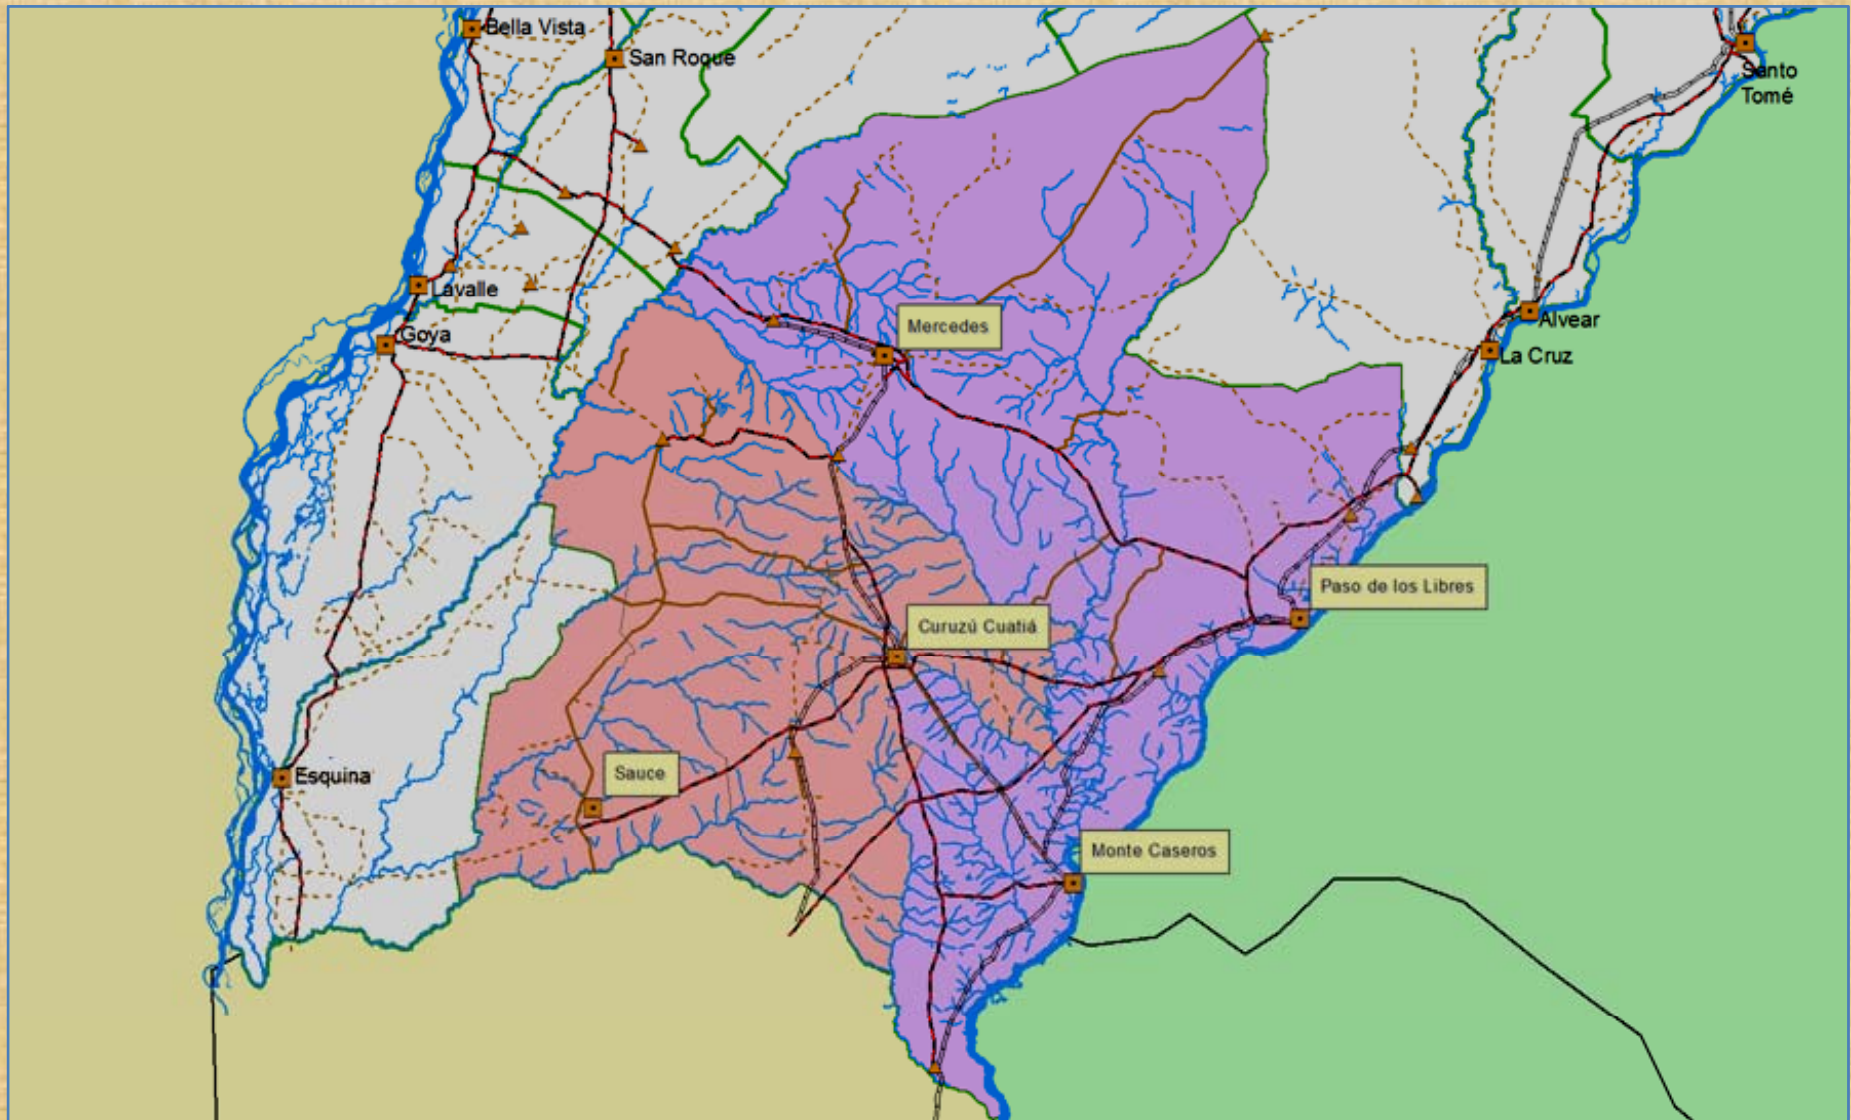 Bella Vista
San Roque
Santo
Tomé
Lavalle
Goya
Mercedes
Alvear
La Cruz
Paso de los Libres
Curuzú Cuatiá
Sauce
Esquina
Monte Caseros